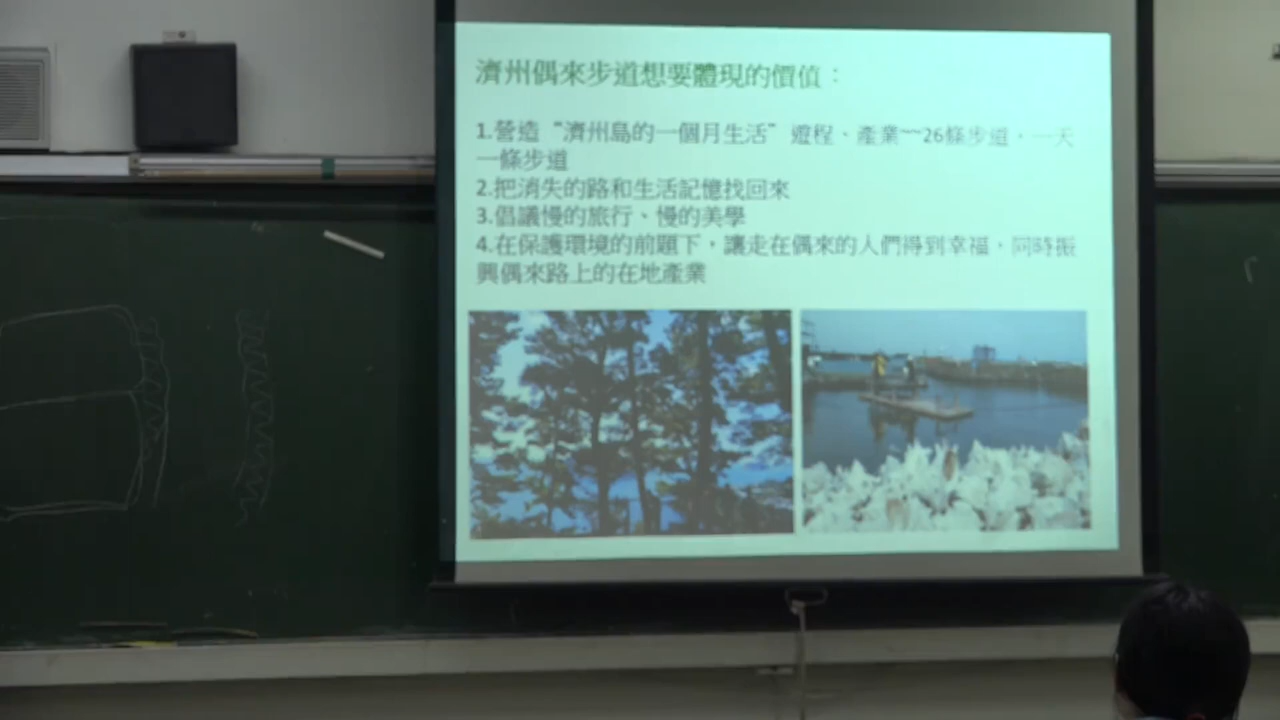 濟州偶來步道想要體現的價值：
1.營造“濟州島的一個月生活”遊程、產業~~26條步道，一天
一條步道
2.把消失的路和生活記憶找回來
3.倡議慢的旅行、慢的美學
4.在保護環境的前題下，讓走在偶來的人們得到幸福，同時振
興偶來路上的在地產業